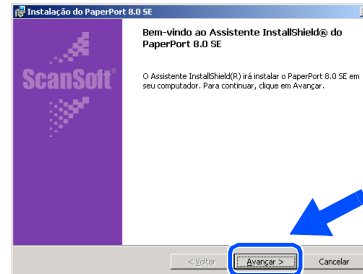 Instalação do PaperPort 8.0 SE
Bem-vindo ao Assistente InstallShield® do
PaperPort 8.0 SE
ScanSoft®
O Assistente InstallShield(R) irá instalar o PaperPort 8.0 SE em
seu computador. Para continuar, clique em Avançar.
< Voltar
Avançar >
Cancelar